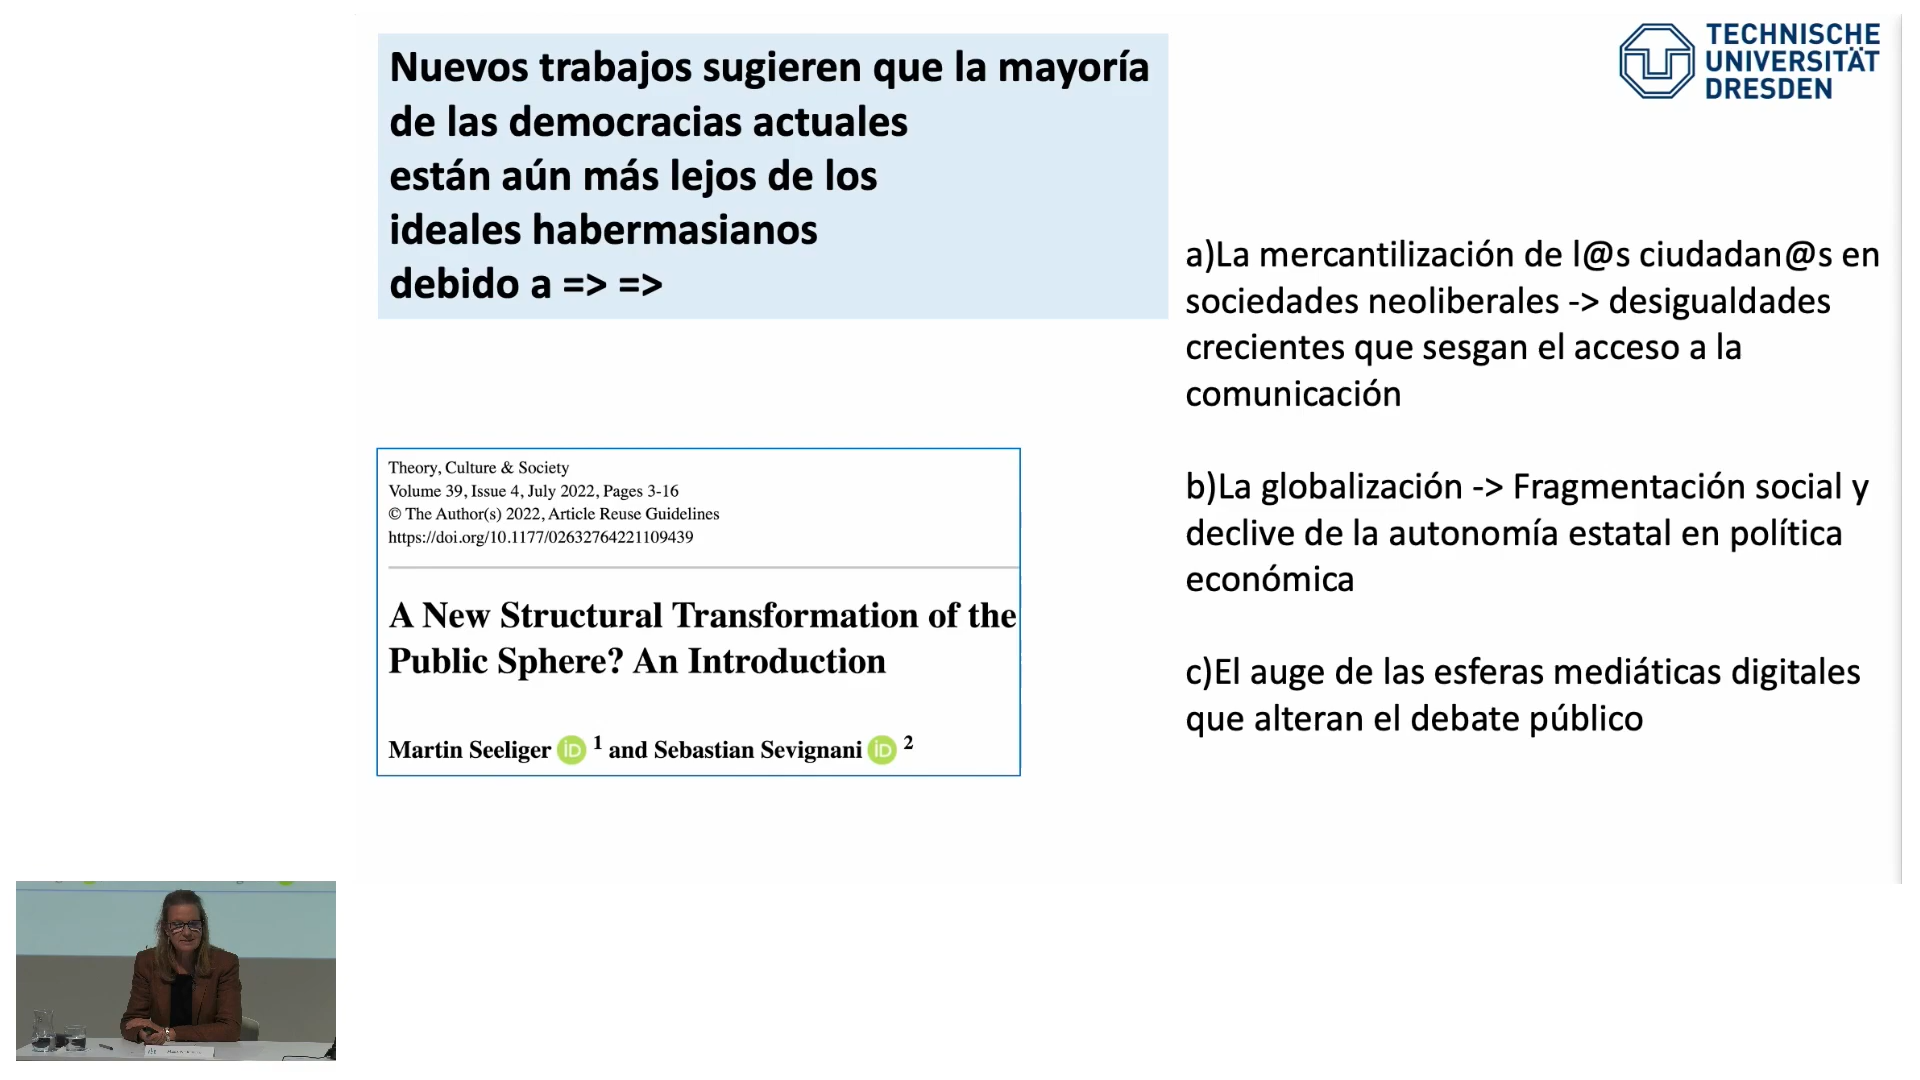 Nuevos trabajos sugieren que la mayoría
de las democracias actuales
están aún más lejos de los
ideales habermasianos
debido a => =>
TECHNISCHE
UNIVERSITÄT
DRESDEN
a)La mercantilización de l@s ciudadan@s en
sociedades neoliberales -> desigualdades
crecientes que sesgan el acceso a la
comunicación
b)La globalización -> Fragmentación social y
declive de la autonomía estatal en política
económica
c)El auge de las esferas mediáticas digitales
que alteran el debate público
Theory, Culture & Society
Volume 39, Issue 4, July 2022, Pages 3-16
© The Author(s) 2022, Article Reuse Guidelines
https://doi.org/10.1177/02632764221109439
A New Structural Transformation of the
Public Sphere? An Introduction
Martin Seeliger iD 1 and Sebastian Sevignani iD 2